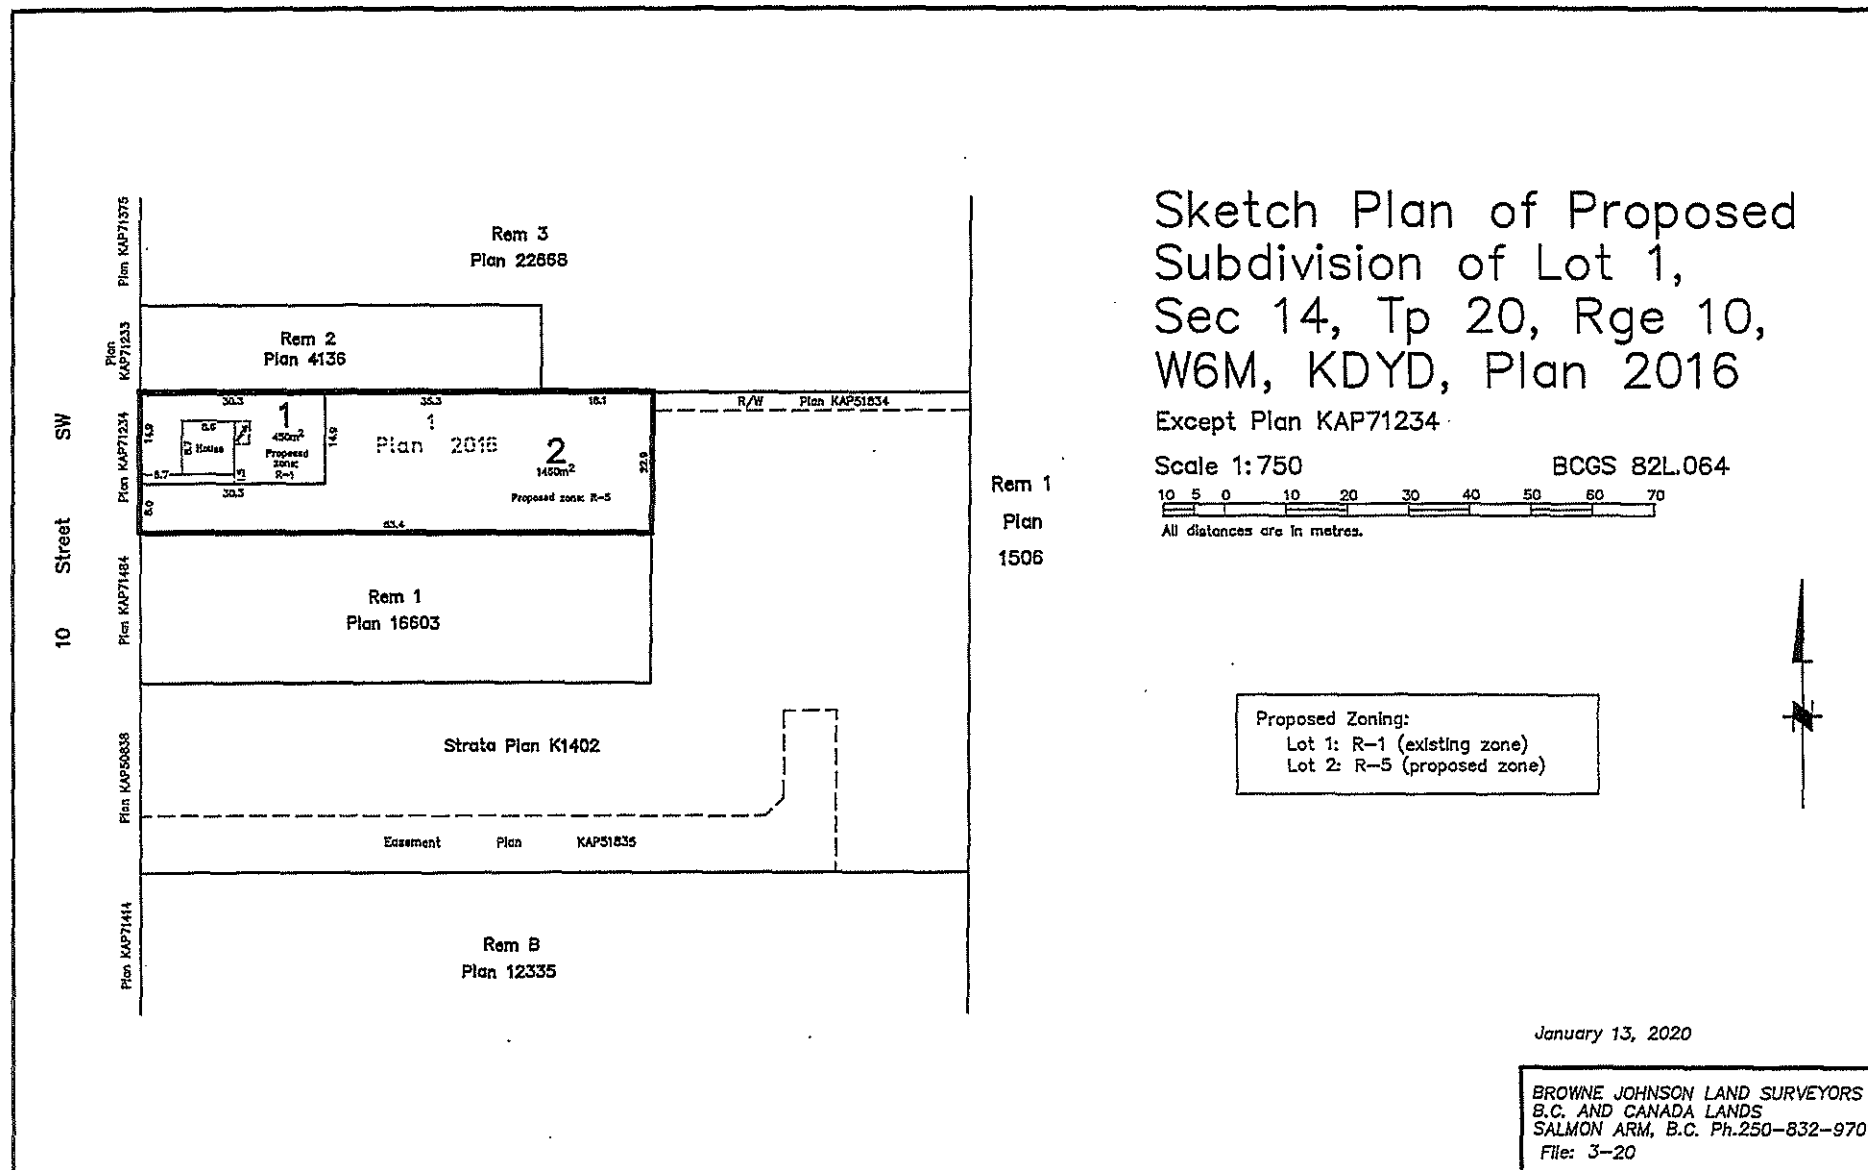 Sketch Plan of Proposed
Subdivision of Lot 1,
Sec 14, Tp 20, Rge 10,
W6M, KDYD, Plan 2016
Except Plan KAP71234
Scale 1:750 BCGS 82L.064
10 5 0 10 20 30 40 50 60 70
All distances are in metres.
Plan KAP71375
Rem 3
Plan 22868
Plan
KAP71233
Rem 2
Plan 4136
10 Street SW
Plan KAP71234
30.3 35.3 18.1
1
450m²
Proposed
zone:
R-1
14.9
House
14.9
30.3
8.0
1
Plan 2016
2
1450m²
Proposed zone: R-5
22.9
83.4
R/W Plan KAP51834
Rem 1
Plan
1506
Plan KAP71484
Rem 1
Plan 16603
Plan KAP50838
Strata Plan K1402
Easement Plan KAP51835
Plan KAP71414
Rem B
Plan 12335
Proposed Zoning:
Lot 1: R-1 (existing zone)
Lot 2: R-5 (proposed zone)
January 13, 2020
BROWNE JOHNSON LAND SURVEYORS
B.C. AND CANADA LANDS
SALMON ARM, B.C. Ph.250-832-970
File: 3-20